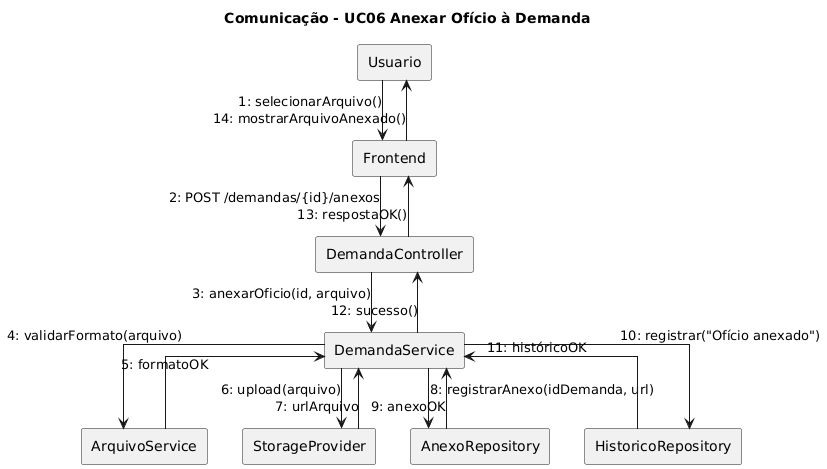 Comunicação - UC06 Anexar Ofício à Demanda
Usuario
1: selecionarArquivo()
14: mostrarArquivoAnexado()
Frontend
2: POST /demandas/{id}/anexos
13: respostaOK()
DemandaController
3: anexarOficio(id, arquivo)
12: sucesso()
4: validarFormato(arquivo)
10: registrar("Ofício anexado")
11: históricoOK
DemandaService
5: formatoOK
6: upload(arquivo)
8: registrarAnexo(idDemanda, url)
7: urlArquivo
9: anexoOK
ArquivoService
StorageProvider
AnexoRepository
HistoricoRepository